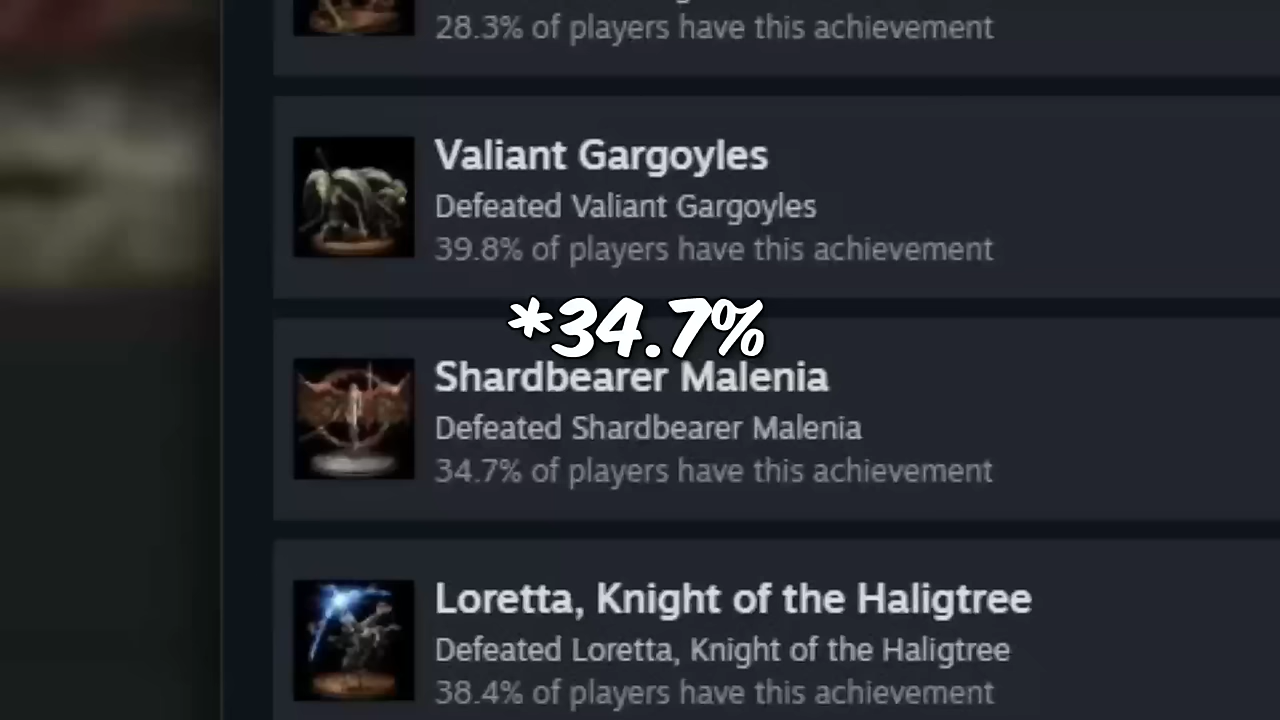 28.3% of players have this achievement
Valiant Gargoyles
Defeated Valiant Gargoyles
39.8% of players have this achievement
*34.7%
Shardbearer Malenia
Defeated Shardbearer Malenia
34.7% of players have this achievement
Loretta, Knight of the Haligtree
Defeated Loretta, Knight of the Haligtree
38.4% of players have this achievement